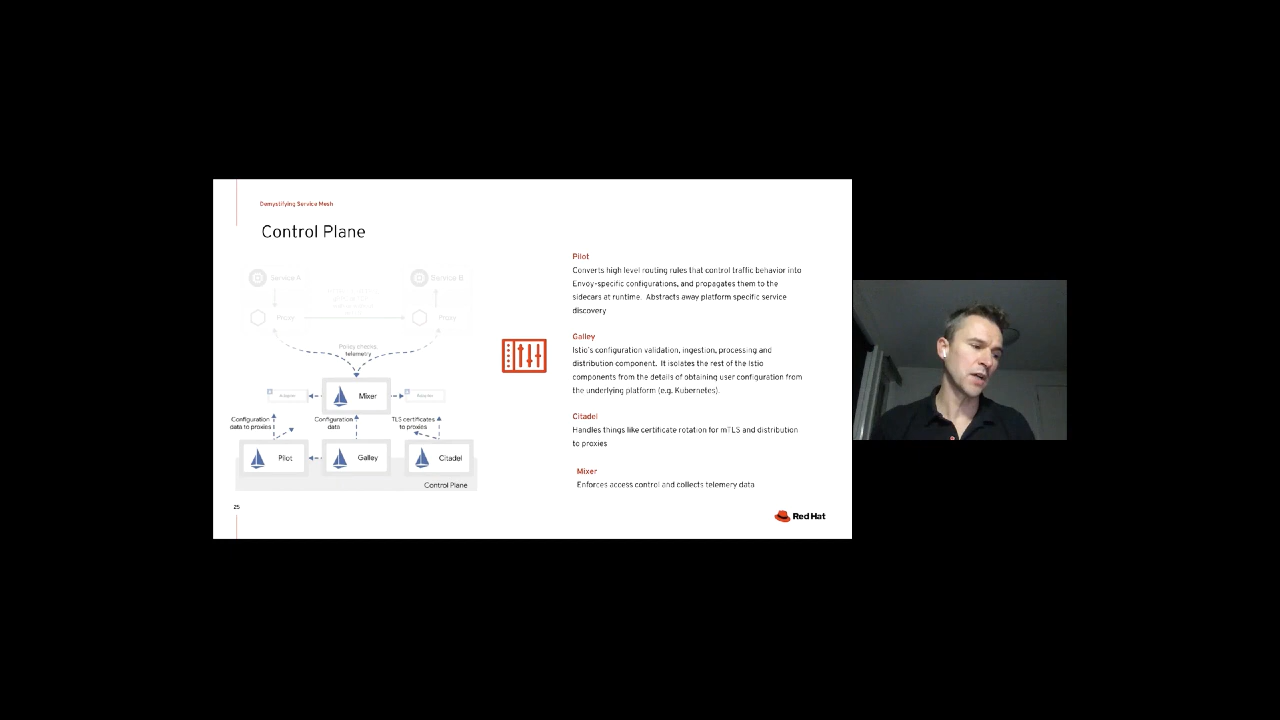 Demystifying Service Mesh
Control Plane
Service A
Service B
Proxy
Proxy
Policy checks
telemetry
Mixer
Configuration
data to proxies
Configuration
data
TLS certificates
to proxies
Pilot
Galley
Citadel
Control Plane
Pilot
Converts high level routing rules that control traffic behavior into
Envoy-specific configurations, and propagates them to the
sidecars at runtime. Abstracts away platform specific service
discovery
Galley
Istio's configuration validation, ingestion, processing and
distribution component. It isolates the rest of the Istio
components from the details of obtaining user configuration from
the underlying platform (e.g. Kubernetes).
Citadel
Handles things like certificate rotation for mTLS and distribution
to proxies
Mixer
Enforces access control and collects telemery data
25
Red Hat